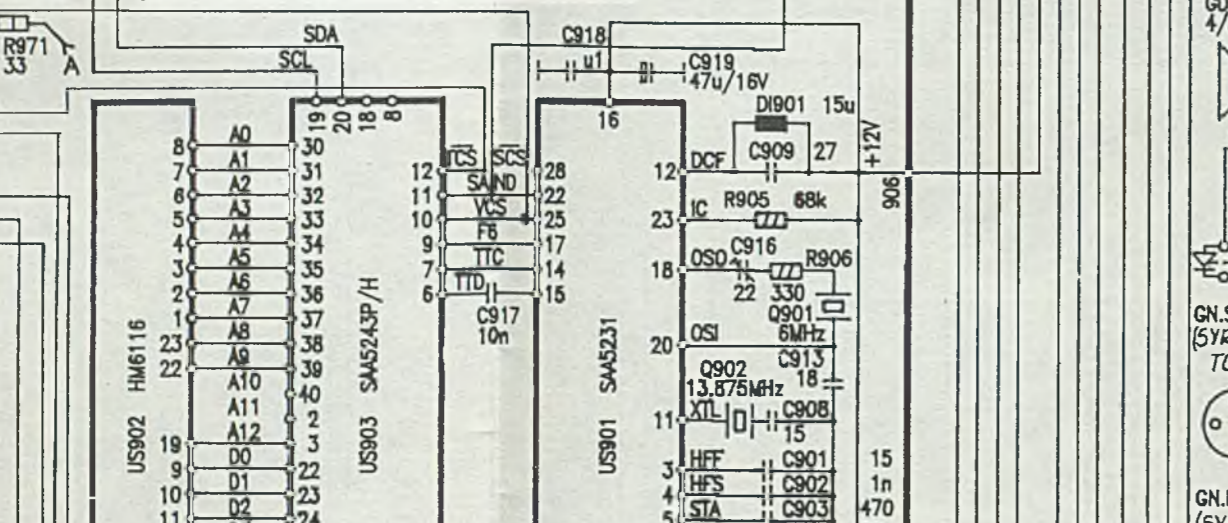 R971
33
A
SDA
SCL
C918
u1
C919
47u/16V
19
20
18
8
16
DI901
15u
8 A0 30
7 A1 31
6 A2 32
5 A3 33
4 A4 34
3 A5 35
2 A6 36
1 A7 37
23 A8 38
22 A9 39
A10 40
A11 2
19 A12 3
9 D0 22
10 D1 23
11 D2 24
HM6116
US902
SAA5243P/H
US903
12 TCS SCS 28
11 SAND 22
10 VCS 25
9 F6 17
7 TTC 14
6 TTD 15
C917
10n
SAA5231
US901
12 DCF C909 27
+12V
906
23 IC R905 68k
18 OSO C916 R906
22 330
Q901
6MHz
20 OSI
C913
18
Q902
13.875MHz
11 XTL C908
15
3 HFF C901 15
4 HFS C902 1n
5 STA C903 470
4/
GN.S
(5YR
GN.